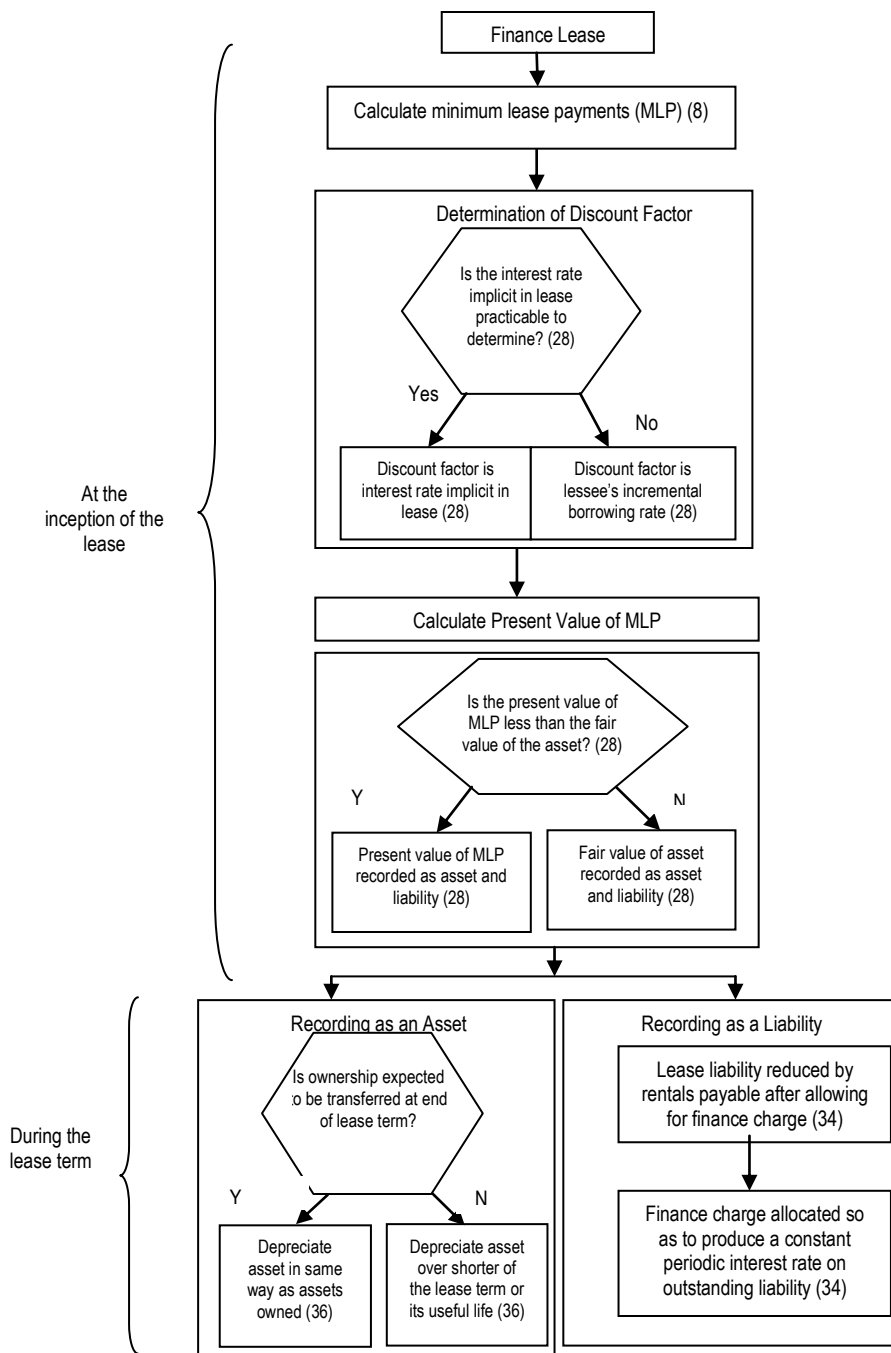 Finance Lease
Calculate minimum lease payments (MLP) (8)
Determination of Discount Factor
Is the interest rate
implicit in lease
practicable to
determine? (28)
Yes
No
Discount factor is
interest rate implicit in
lease (28)
Discount factor is
lessee's incremental
borrowing rate (28)
At the
inception of the
lease
Calculate Present Value of MLP
Is the present value of
MLP less than the fair
value of the asset? (28)
Y
N
Present value of MLP
recorded as asset and
liability (28)
Fair value of asset
recorded as asset
and liability (28)
Recording as an Asset
Is ownership expected
to be transferred at end
of lease term?
Y
N
Depreciate
asset in same
way as assets
owned (36)
Depreciate asset
over shorter of
the lease term or
its useful life (36)
During the
lease term
Recording as a Liability
Lease liability reduced by
rentals payable after allowing
for finance charge (34)
Finance charge allocated so
as to produce a constant
periodic interest rate on
outstanding liability (34)